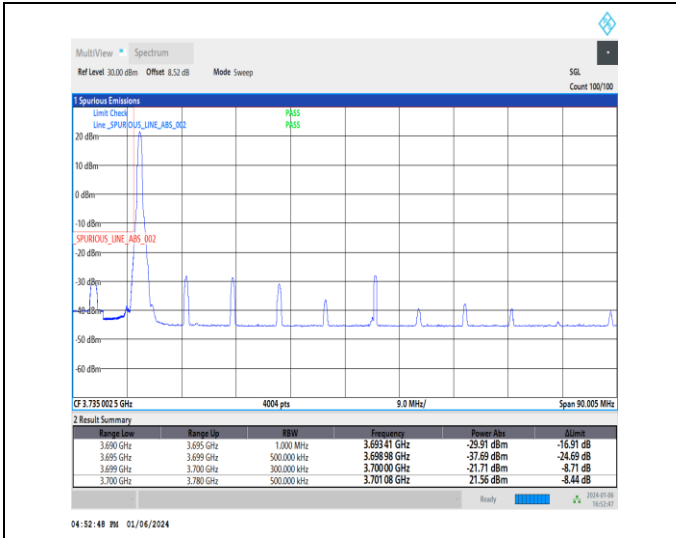 MultiView Spectrum
Ref Level 30.00 dBm Offset 8.52 dB Mode Sweep SGL
Count 100/100
1 Spurious Emissions
Limit Check PASS
Line _SPURIOUS_LINE_ABS_002 PASS
20 dBm
10 dBm
0 dBm
-10 dBm
_SPURIOUS_LINE_ABS_002
-20 dBm
-30 dBm
-40 dBm
-50 dBm
-60 dBm
CF 3.735 002 5 GHz 4004 pts 9.0 MHz/ Span 90.005 MHz
2 Result Summary
Range Low Range Up RBW Frequency Power Abs ΔLimit
3.690 GHz 3.695 GHz 1.000 MHz 3.693 41 GHz -29.91 dBm -16.91 dB
3.695 GHz 3.699 GHz 500.000 kHz 3.698 98 GHz -37.69 dBm -24.69 dB
3.699 GHz 3.700 GHz 300.000 kHz 3.700 00 GHz -21.71 dBm -8.71 dB
3.700 GHz 3.780 GHz 500.000 kHz 3.701 08 GHz 21.56 dBm -8.44 dB
Ready 2024-01-06
16:52:47
04:52:48 PM 01/06/2024